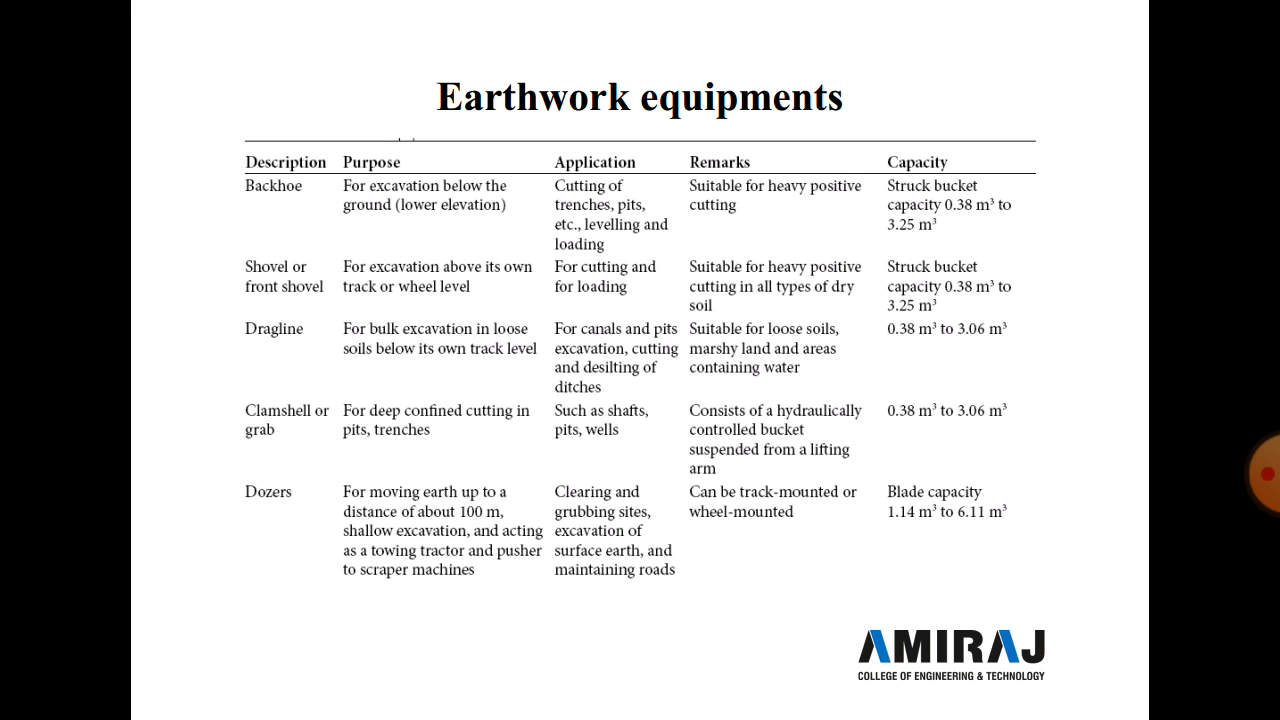 Earthwork equipments
Description Purpose Application Remarks Capacity
Backhoe For excavation below the Cutting of Suitable for heavy positive Struck bucket
ground (lower elevation) trenches, pits, cutting capacity 0.38 m³ to
etc., levelling and 3.25 m³
loading
Shovel or For excavation above its own For cutting and Suitable for heavy positive Struck bucket
front shovel track or wheel level for loading cutting in all types of dry capacity 0.38 m³ to
soil 3.25 m³
Dragline For bulk excavation in loose For canals and pits Suitable for loose soils, 0.38 m³ to 3.06 m³
soils below its own track level excavation, cutting marshy land and areas
and desilting of containing water
ditches
Clamshell or For deep confined cutting in Such as shafts, Consists of a hydraulically 0.38 m³ to 3.06 m³
grab pits, trenches pits, wells controlled bucket
suspended from a lifting
arm
Dozers For moving earth up to a Clearing and Can be track-mounted or Blade capacity
distance of about 100 m, grubbing sites, wheel-mounted 1.14 m³ to 6.11 m³
shallow excavation, and acting excavation of
as a towing tractor and pusher surface earth, and
to scraper machines maintaining roads
AMIRAJ
COLLEGE OF ENGINEERING & TECHNOLOGY